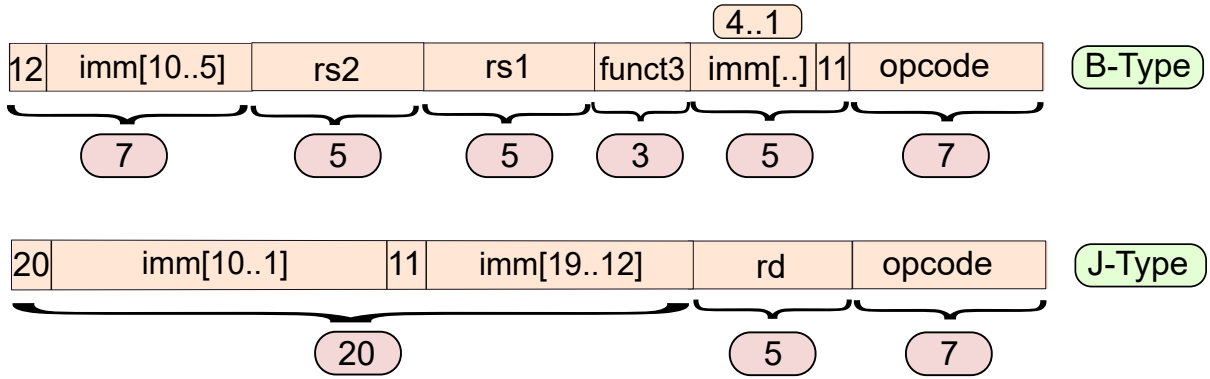 4..1
12 imm[10..5] rs2 rs1 funct3 imm[..] 11 opcode B-Type
7 5 5 3 5 7
20 imm[10..1] 11 imm[19..12] rd opcode J-Type
20 5 7